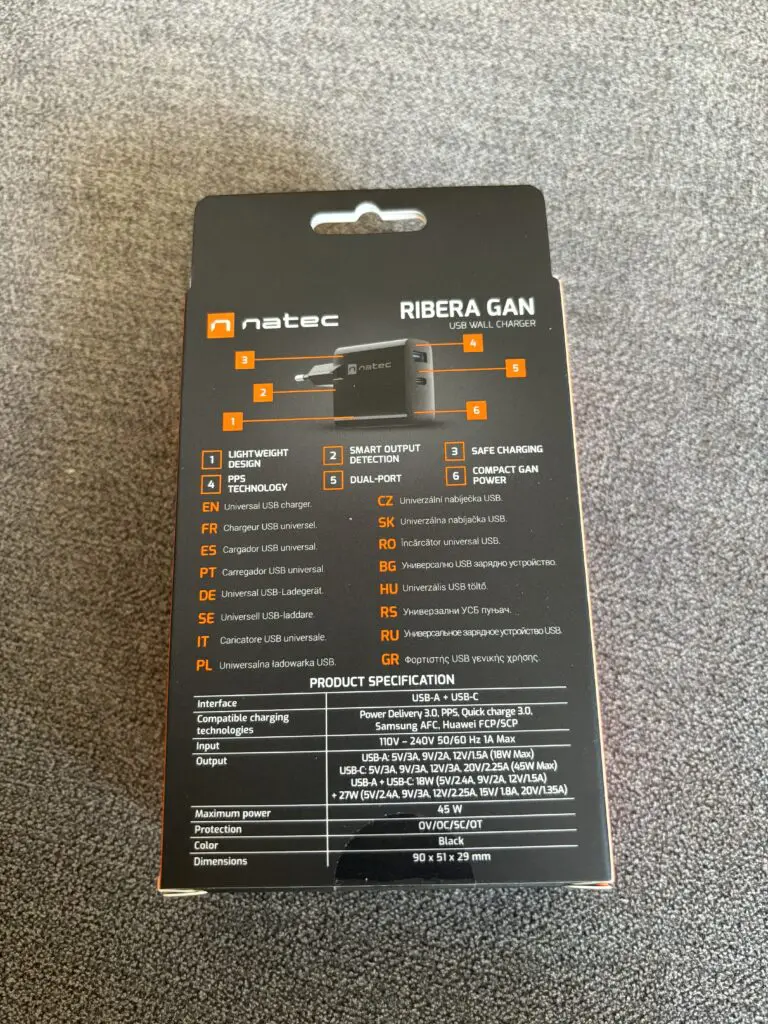 natec
RIBERA GAN
USB WALL CHARGER
3
4
natec
2
5
1
6
1 LIGHTWEIGHT DESIGN
2 SMART OUTPUT DETECTION
3 SAFE CHARGING
4 PPS TECHNOLOGY
5 DUAL-PORT
6 COMPACT GAN POWER
EN Universal USB charger.
FR Chargeur USB universel.
ES Cargador USB universal.
PT Carregador USB universal.
DE Universal USB-Ladegerät.
SE Universell USB-laddare.
IT Caricatore USB universale.
PL Uniwersalna ładowarka USB.
CZ Univerzální nabíječka USB.
SK Univerzálna nabíjačka USB.
RO Încărcător universal USB.
BG Универсално USB зарядно устройство.
HU Univerzális USB töltő.
RS Универзални УСБ пуњач.
RU Универсальное зарядное устройство USB.
GR Φορτιστής USB γενικής χρήσης.
PRODUCT SPECIFICATION
Interface USB-A + USB-C
Compatible charging technologies Power Delivery 3.0, PPS, Quick charge 3.0,
Samsung AFC, Huawei FCP/SCP
Input 110V – 240V 50/60 Hz 1A Max
Output USB-A: 5V/3A, 9V/2A, 12V/1.5A (18W Max)
USB-C: 5V/3A, 9V/3A, 12V/3A, 20V/2.25A (45W Max)
USB-A + USB-C: 18W (5V/2.4A, 9V/2A, 12V/1.5A)
+ 27W (5V/2.4A, 9V/3A, 12V/2.25A, 15V/ 1.8A, 20V/1.35A)
Maximum power 45 W
Protection OV/OC/SC/OT
Color Black
Dimensions 90 x 51 x 29 mm